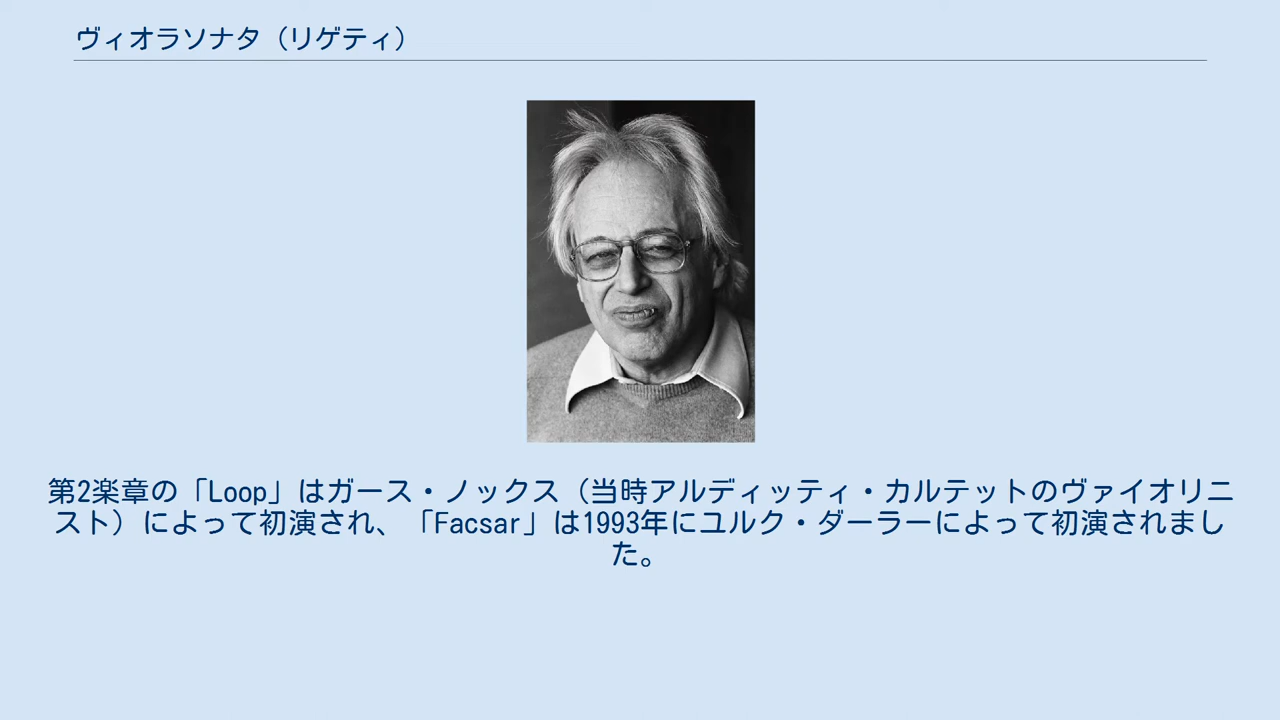 ヴィオラソナタ（リゲティ）
第2楽章の「Loop」はガース・ノックス（当時アルディッティ・カルテットのヴァイオリニ
スト）によって初演され、「Facsar」は1993年にユルク・ダーラーによって初演されまし
た。